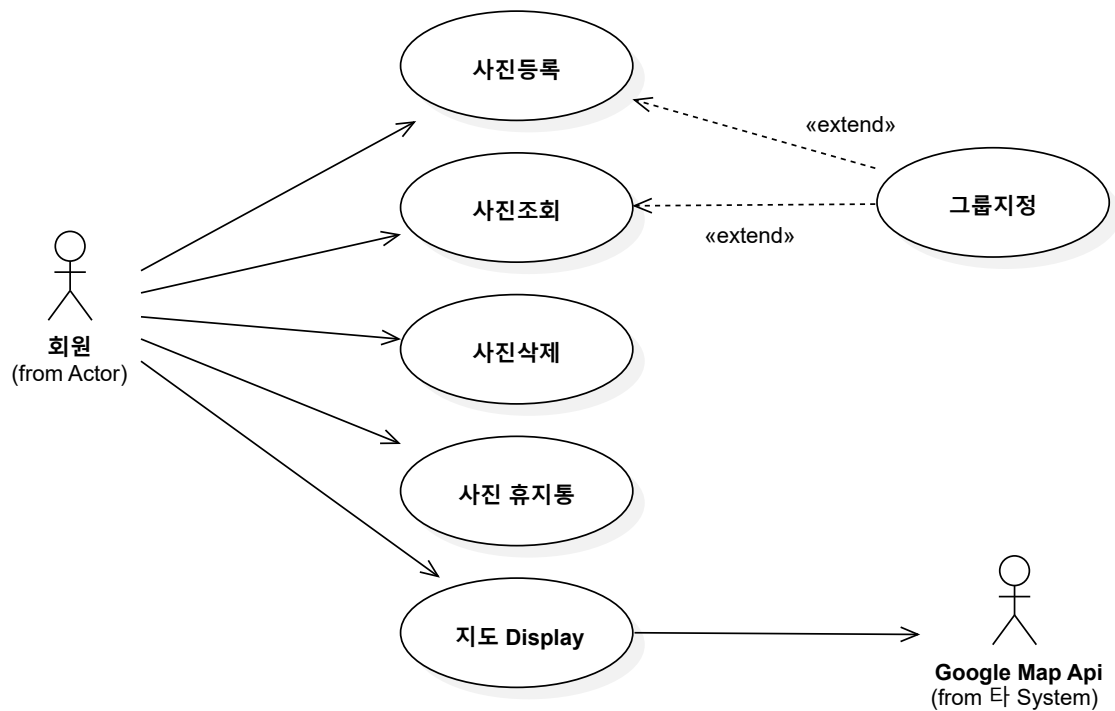 사진등록
«extend»
사진조회
그룹지정
«extend»
회원
(from Actor)
사진삭제
사진 휴지통
지도 Display
Google Map Api
(from 타 System)